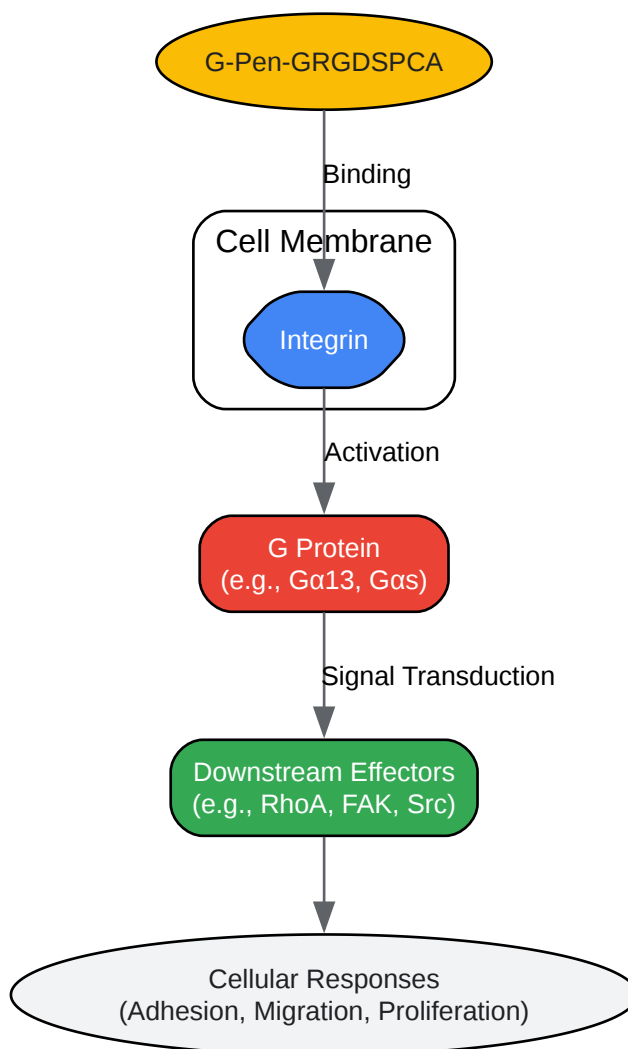 G-Pen-GRGDSPCA
Binding
Cell Membrane
Integrin
Activation
G Protein
(e.g., Gα13, Gαs)
Signal Transduction
Downstream Effectors
(e.g., RhoA, FAK, Src)
Cellular Responses
(Adhesion, Migration, Proliferation)